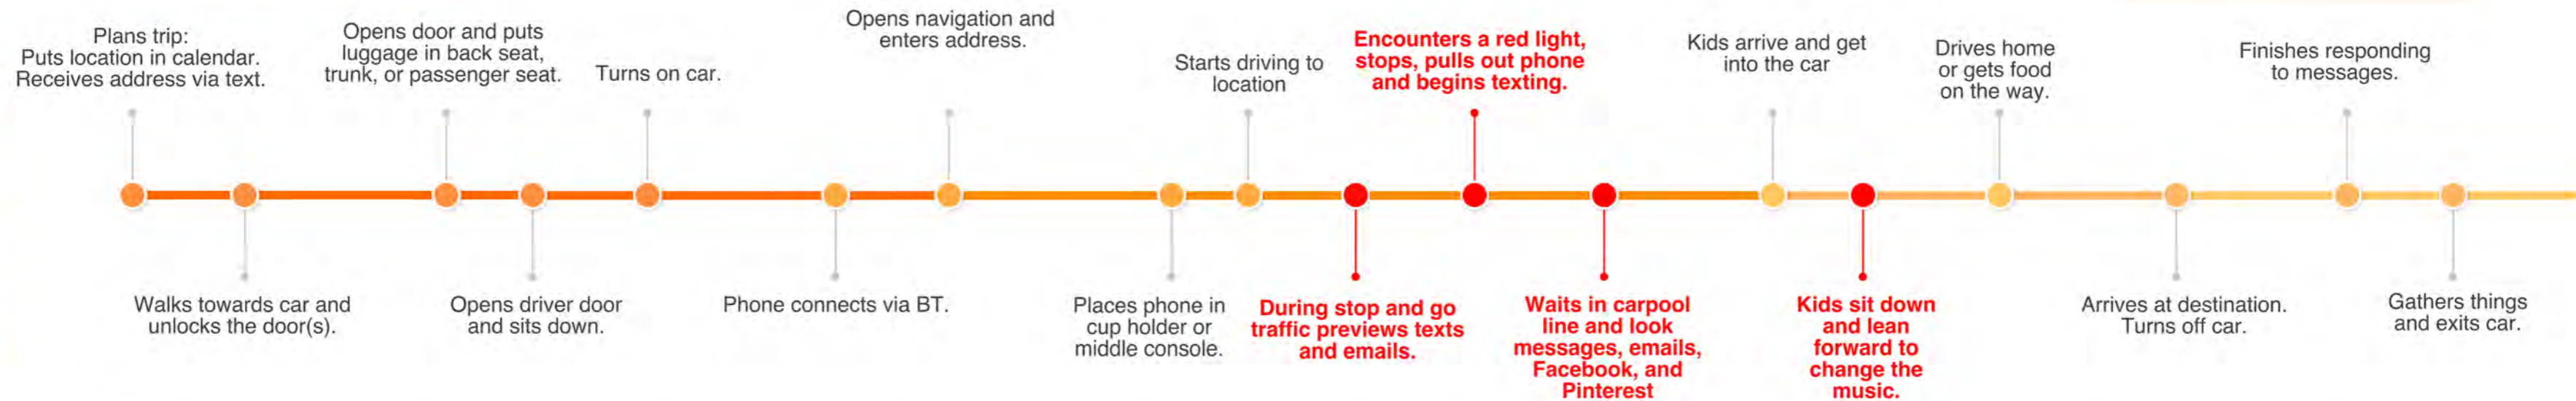 Plans trip:
Puts location in calendar.
Receives address via text.
Walks towards car and
unlocks the door(s).
Opens door and puts
luggage in back seat,
trunk, or passenger seat.
Opens driver door
and sits down.
Turns on car.
Phone connects via BT.
Opens navigation and
enters address.
Places phone in
cup holder or
middle console.
Starts driving to
location
During stop and go
traffic previews texts
and emails.
Encounters a red light,
stops, pulls out phone
and begins texting.
Waits in carpool
line and look
messages, emails,
Facebook, and
Pinterest
Kids arrive and get
into the car
Kids sit down
and lean
forward to
change the
music.
Drives home
or gets food
on the way.
Arrives at destination.
Turns off car.
Finishes responding
to messages.
Gathers things
and exits car.